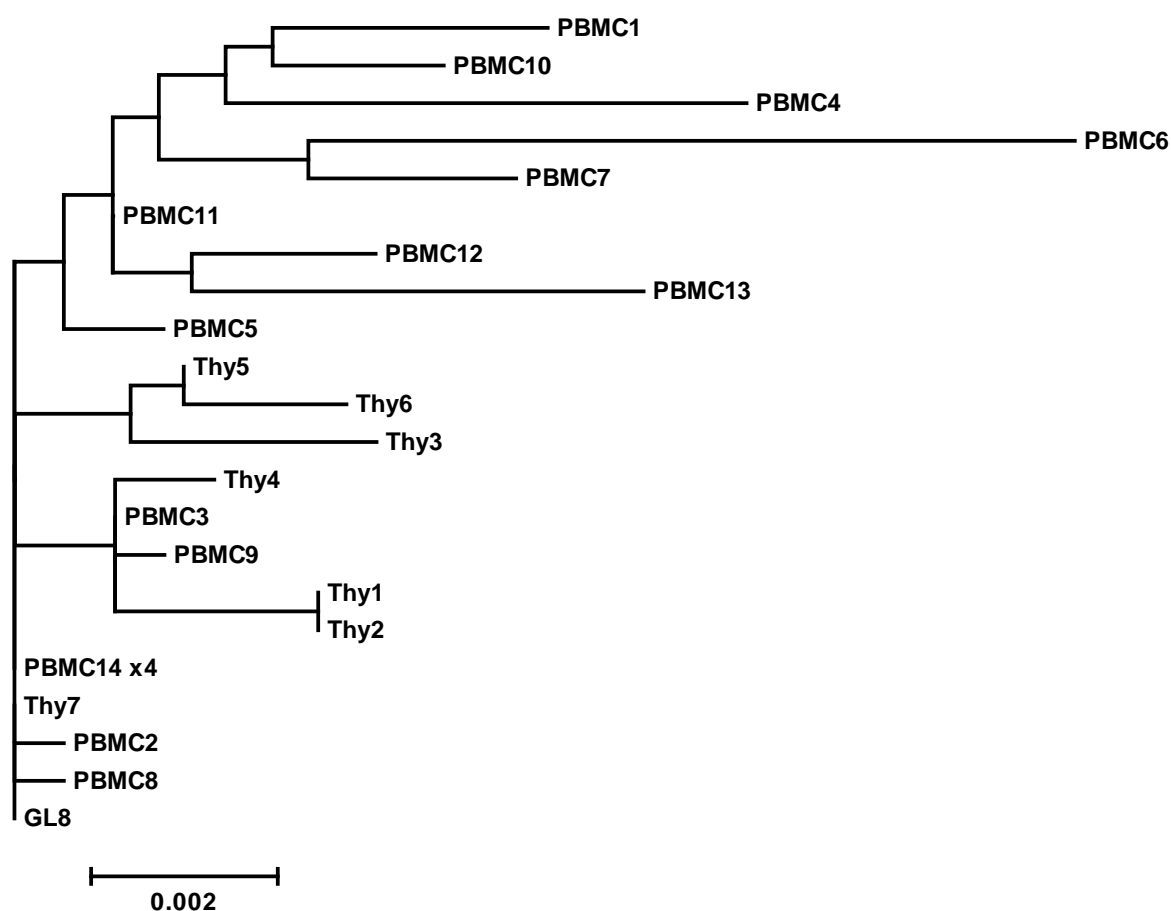 PBMC1
PBMC10
PBMC4
PBMC6
PBMC7
PBMC11
PBMC12
PBMC13
PBMC5
Thy5
Thy6
Thy3
Thy4
PBMC3
PBMC9
Thy1
Thy2
PBMC14 x4
Thy7
PBMC2
PBMC8
GL8
0.002